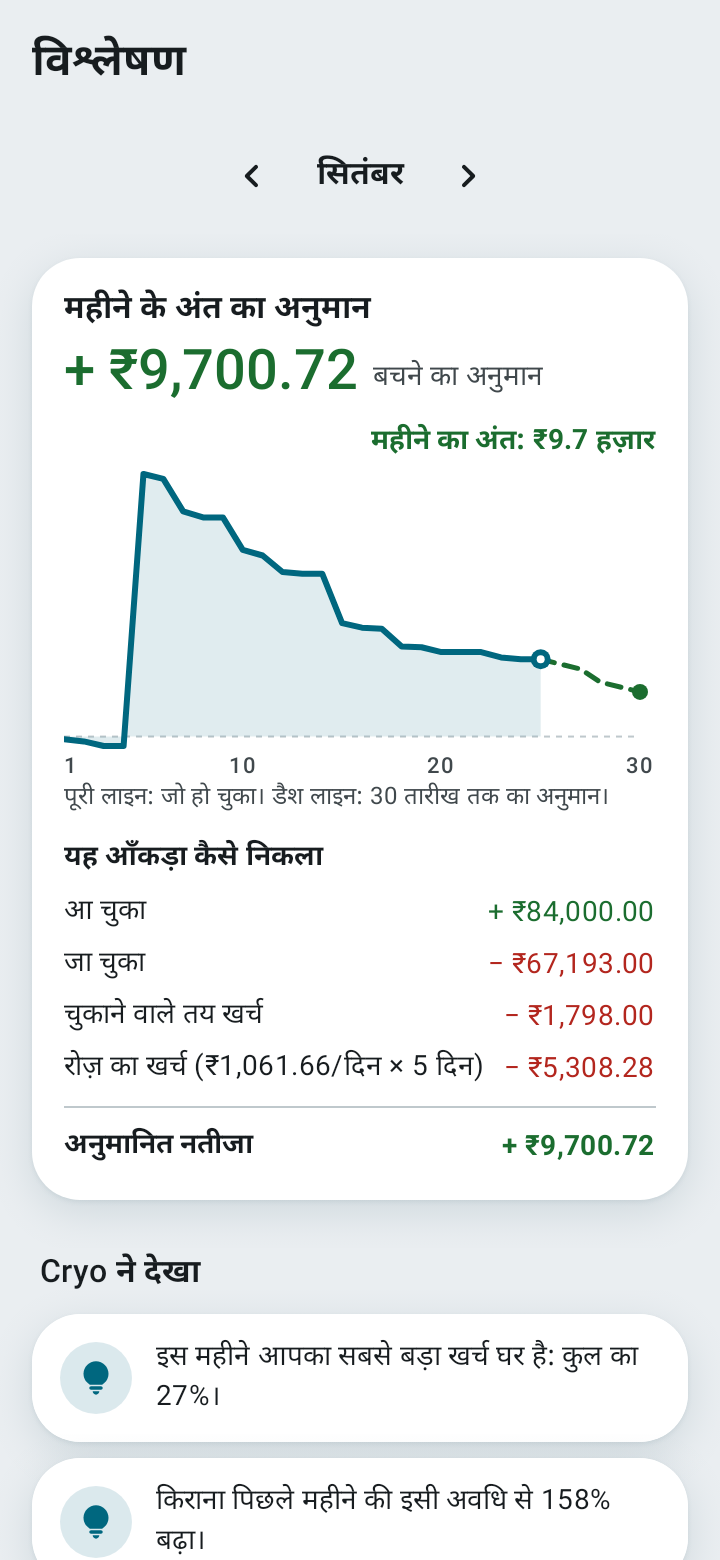 विश्लेषण
सितंबर
महीने के अंत का अनुमान
+ ₹9,700.72 बचने का अनुमान
महीने का अंत: ₹9.7 हज़ार
1 10 20 30
पूरी लाइन: जो हो चुका। डैश लाइन: 30 तारीख तक का अनुमान।
यह आँकड़ा कैसे निकला
आ चुका + ₹84,000.00
जा चुका − ₹67,193.00
चुकाने वाले तय खर्च − ₹1,798.00
रोज़ का खर्च (₹1,061.66/दिन × 5 दिन) − ₹5,308.28
अनुमानित नतीजा + ₹9,700.72
Cryo ने देखा
इस महीने आपका सबसे बड़ा खर्च घर है: कुल का
27%।
किराना पिछले महीने की इसी अवधि से 158%
बढ़ा।